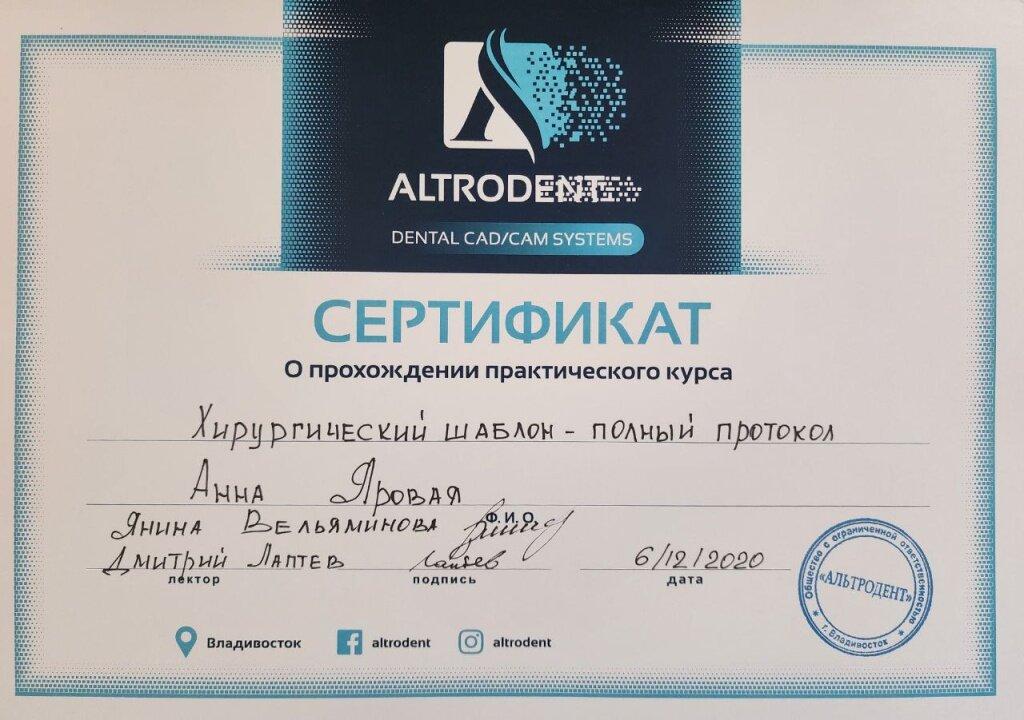 ALTRODENT
DENTAL CAD/CAM SYSTEMS
СЕРТИФИКАТ
О прохождении практического курса
Хирургический шаблон - полный протокол
Анна Яровая
Ф.И.О.
Янина Вельяминова
Дмитрий Лаптев Лаптев 6/12/2020
лектор подпись дата
Общество с ограниченной ответственностью
«АЛЬТРОДЕНТ»
г. Владивосток
Владивосток altrodent altrodent